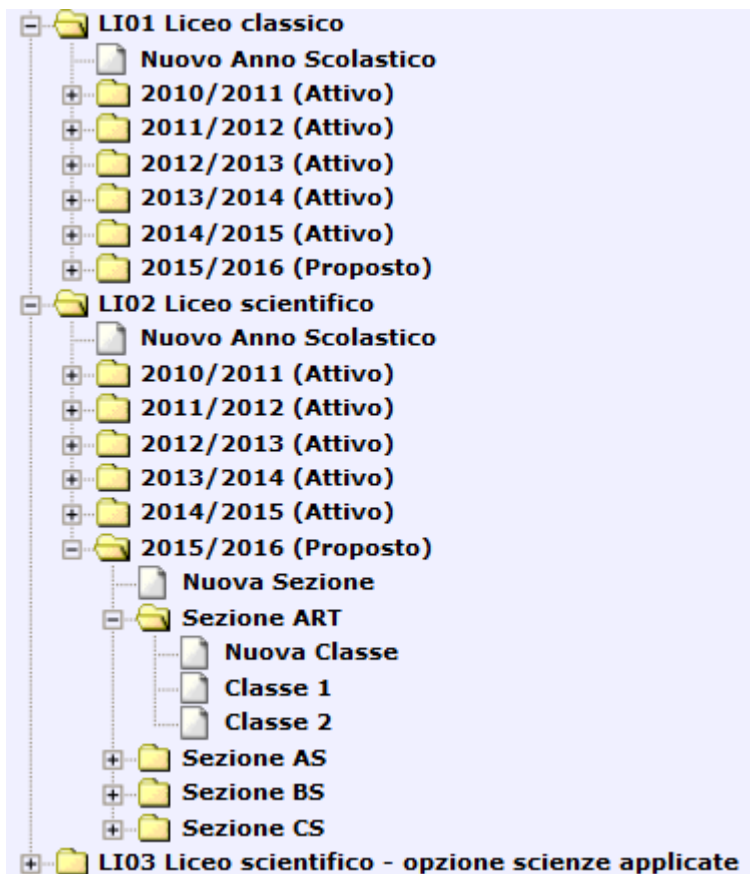 LI01 Liceo classico
Nuovo Anno Scolastico
2010/2011 (Attivo)
2011/2012 (Attivo)
2012/2013 (Attivo)
2013/2014 (Attivo)
2014/2015 (Attivo)
2015/2016 (Proposto)
LI02 Liceo scientifico
Nuovo Anno Scolastico
2010/2011 (Attivo)
2011/2012 (Attivo)
2012/2013 (Attivo)
2013/2014 (Attivo)
2014/2015 (Attivo)
2015/2016 (Proposto)
Nuova Sezione
Sezione ART
Nuova Classe
Classe 1
Classe 2
Sezione AS
Sezione BS
Sezione CS
LI03 Liceo scientifico - opzione scienze applicate